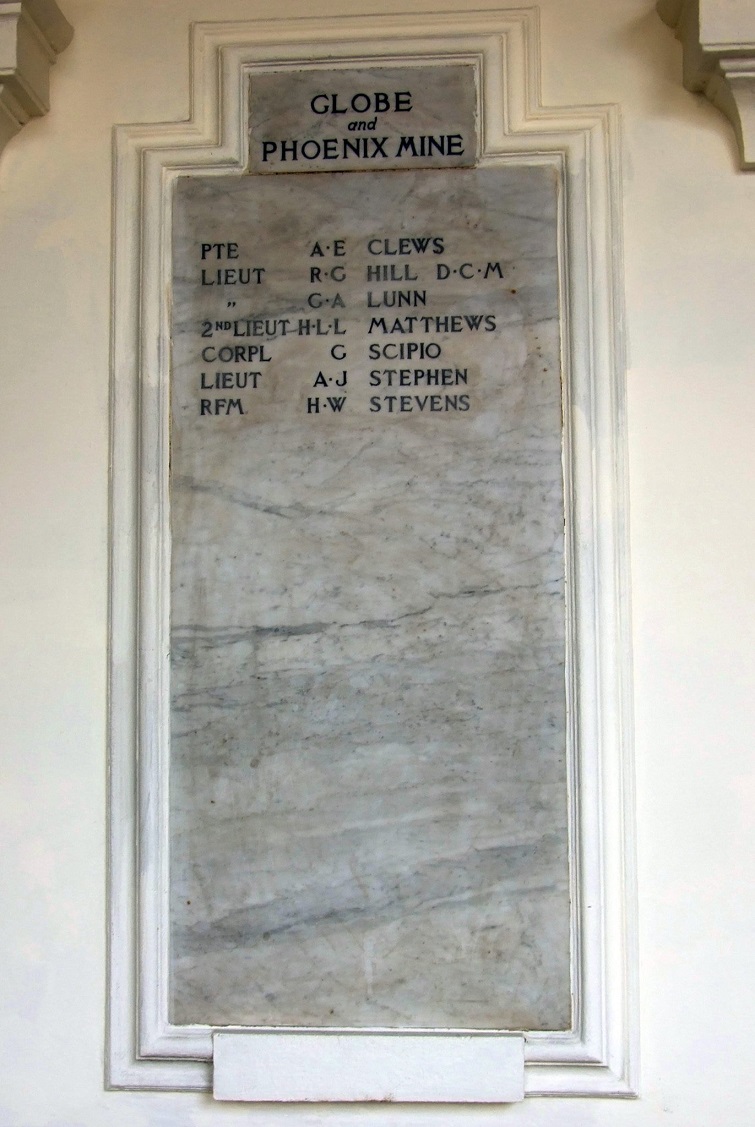 GLOBE
and
PHOENIX MINE
PTE A·E CLEWS
LIEUT R·G HILL D·C·M
„ G·A LUNN
2ND LIEUT H·L·L MATTHEWS
CORPL G SCIPIO
LIEUT A·J STEPHEN
RFM H·W STEVENS